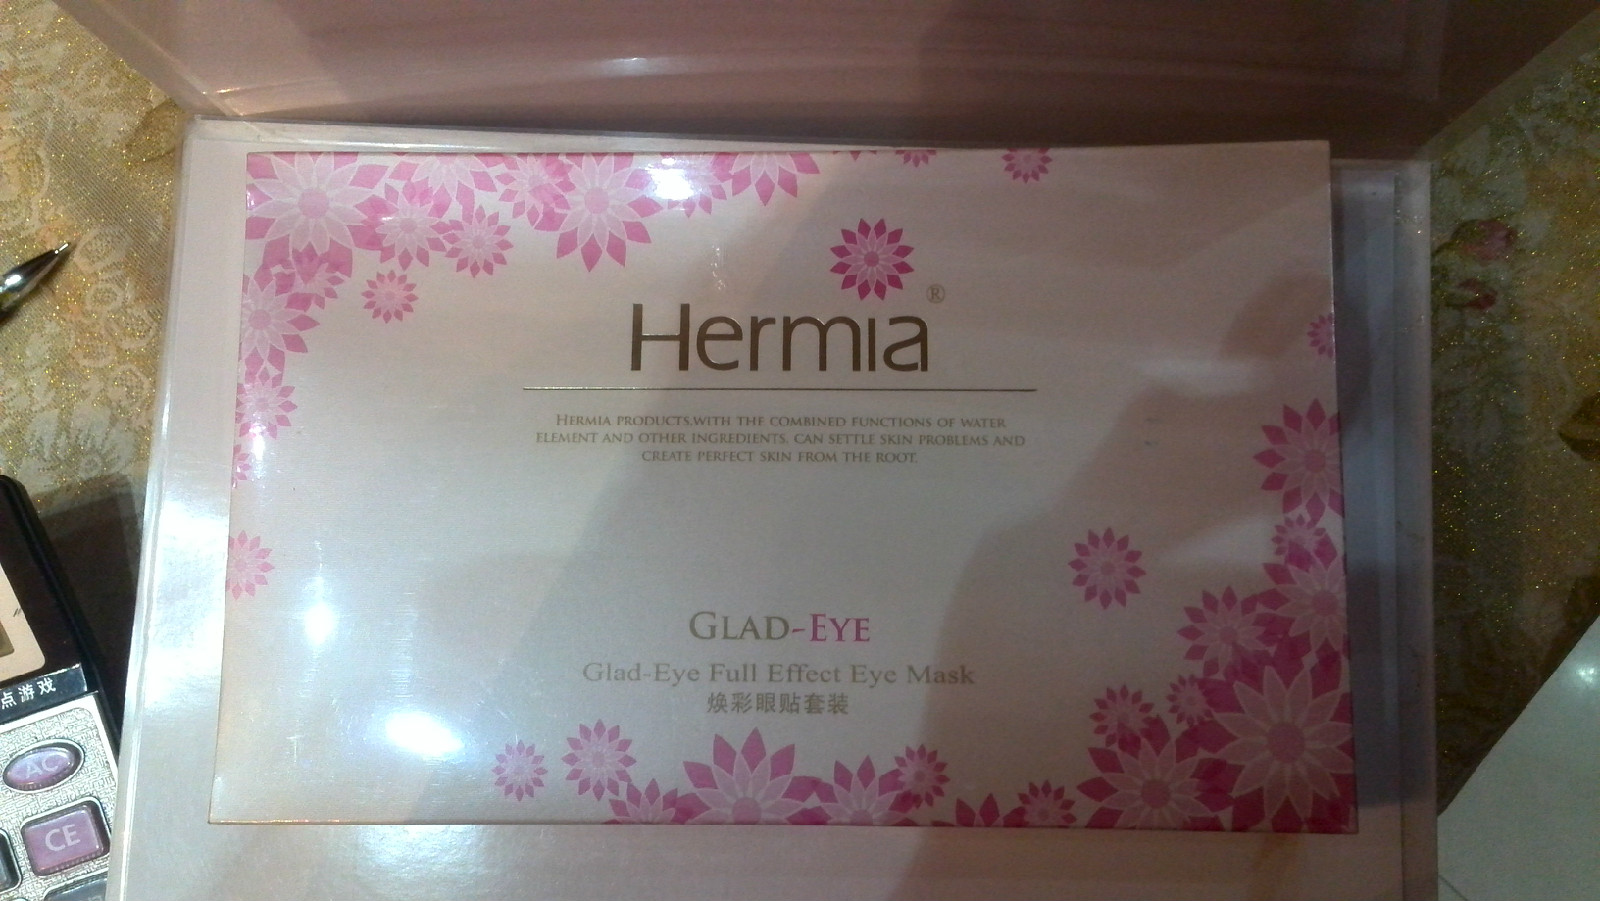 Hermia®
HERMIA PRODUCTS,WITH THE COMBINED FUNCTIONS OF WATER
ELEMENT AND OTHER INGREDIENTS, CAN SETTLE SKIN PROBLEMS AND
CREATE PERFECT SKIN FROM THE ROOT.
GLAD-EYE
Glad-Eye Full Effect Eye Mask
焕彩眼贴套装
点游戏
AC
CE